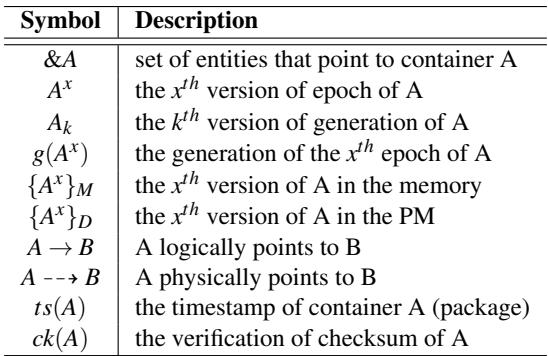 Symbol Description
&A set of entities that point to container A
A^x the x^th version of epoch of A
A_k the k^th version of generation of A
g(A^x) the generation of the x^th epoch of A
{A^x}_M the x^th version of A in the memory
{A^x}_D the x^th version of A in the PM
A → B A logically points to B
A --→ B A physically points to B
ts(A) the timestamp of container A (package)
ck(A) the verification of checksum of A